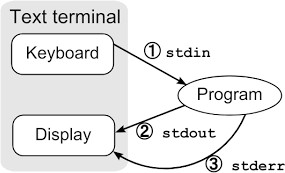 Text terminal
Keyboard
① stdin
Program
Display
② stdout
③ stderr